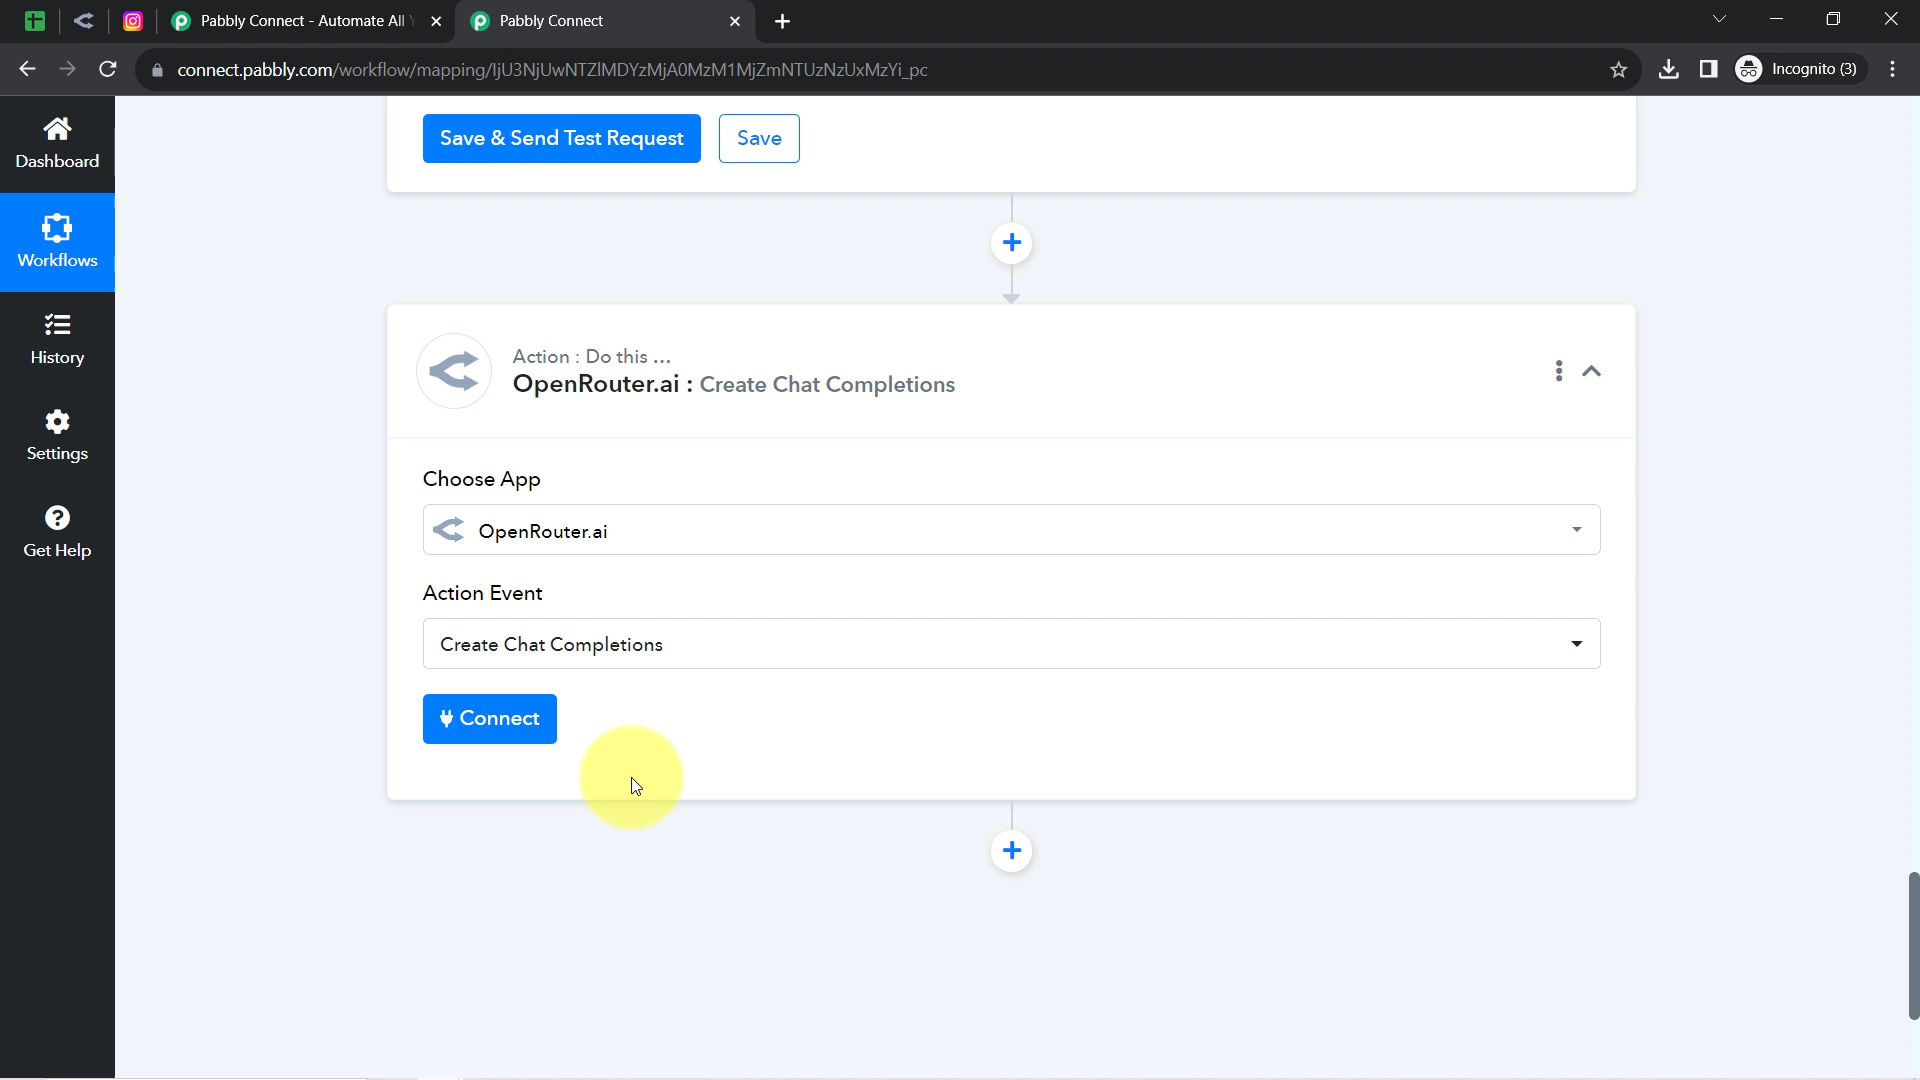 Pabbly Connect - Automate All
Pabbly Connect
connect.pabbly.com/workflow/mapping/IjU3NjUwNTZlMDYzMjA0MzM1MjZmNTUzNzUxMzYi_pc
Incognito (3)
Dashboard
Workflows
History
Settings
Get Help
Save & Send Test Request
Save
Action : Do this ...
OpenRouter.ai : Create Chat Completions
Choose App
OpenRouter.ai
Action Event
Create Chat Completions
Connect